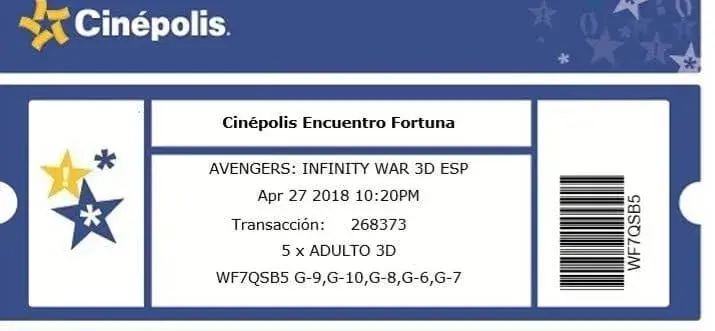 Cinépolis.
Cinépolis Encuentro Fortuna
AVENGERS: INFINITY WAR 3D ESP
Apr 27 2018 10:20PM
Transacción: 268373
5 x ADULTO 3D
WF7QSB5 G-9,G-10,G-8,G-6,G-7
WF7QSB5